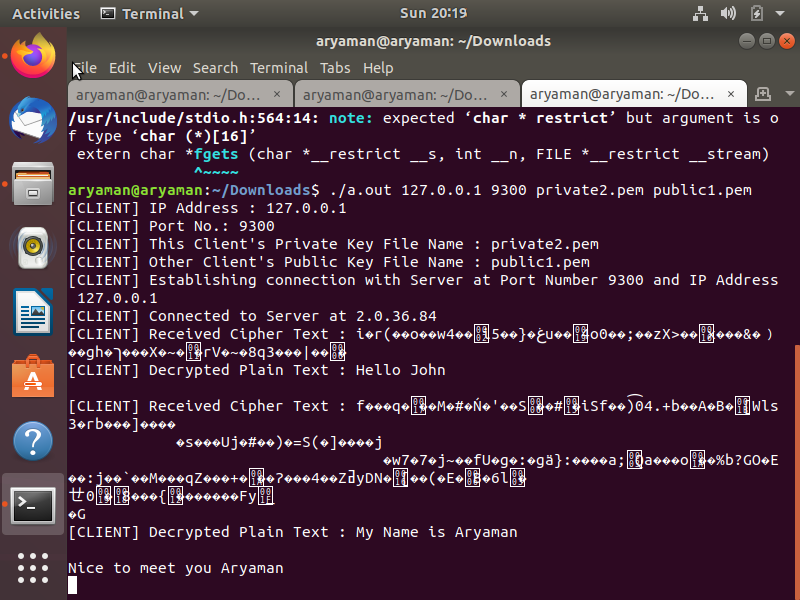 Activities Terminal Sun 20:19
aryaman@aryaman: ~/Downloads
File Edit View Search Terminal Tabs Help
aryaman@aryaman: ~/Do... × aryaman@aryaman: ~/Do... × aryaman@aryaman: ~/Do... ×
/usr/include/stdio.h:564:14: note: expected ‘char * restrict’ but argument is o
f type ‘char (*)[16]’
extern char *fgets (char *__restrict __s, int __n, FILE *__restrict __stream)
^~~~~
aryaman@aryaman:~/Downloads$ ./a.out 127.0.0.1 9300 private2.pem public1.pem
[CLIENT] IP Address : 127.0.0.1
[CLIENT] Port No.: 9300
[CLIENT] This Client's Private Key File Name : private2.pem
[CLIENT] Other Client's Public Key File Name : public1.pem
[CLIENT] Establishing connection with Server at Port Number 9300 and IP Address
127.0.0.1
[CLIENT] Connected to Server at 2.0.36.84
[CLIENT] Received Cipher Text :
[CLIENT] Decrypted Plain Text : Hello John
[CLIENT] Received Cipher Text :
[CLIENT] Decrypted Plain Text : My Name is Aryaman
Nice to meet you Aryaman